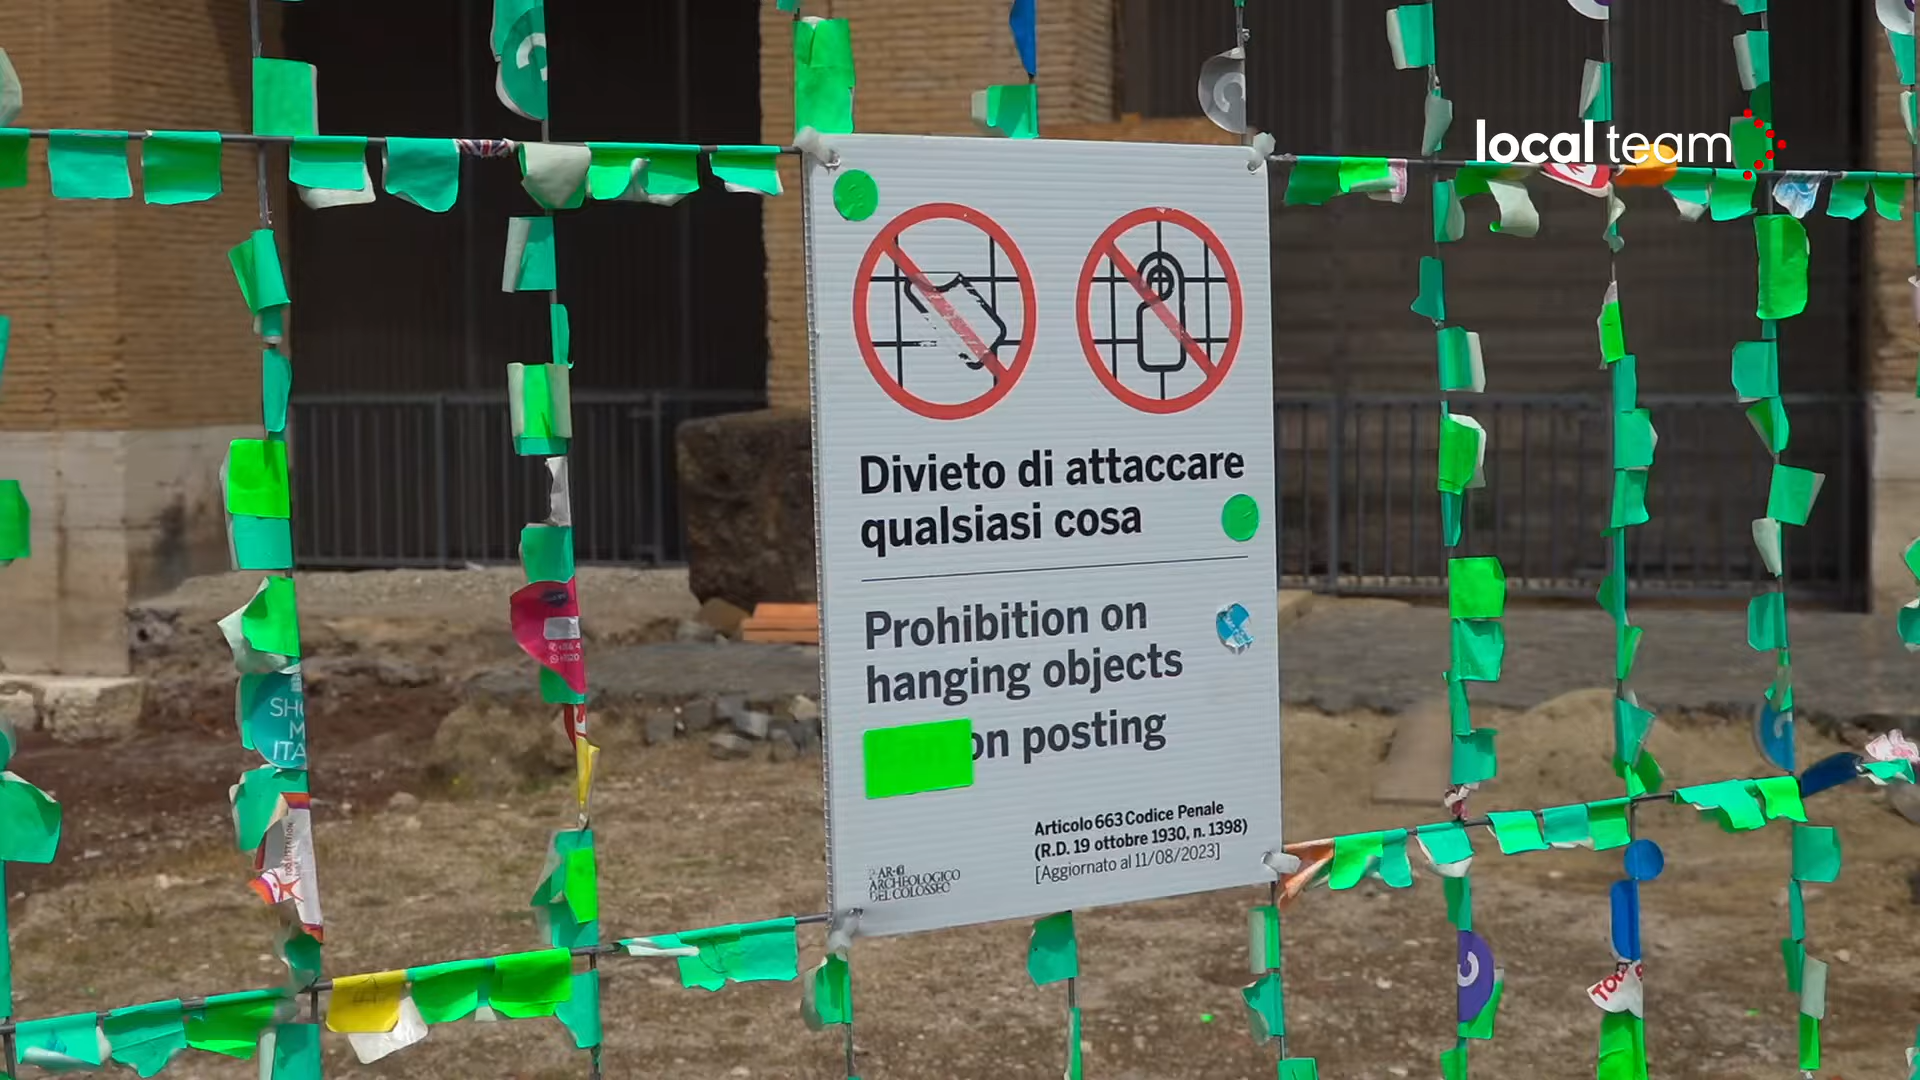 local team
Divieto di attaccare
qualsiasi cosa
Prohibition on
hanging objects
on posting
Articolo 663 Codice Penale
(R.D. 19 ottobre 1930, n. 1398)
[Aggiornato al 11/08/2023]
ARCHEOLOGICO
DEL COLOSSEO